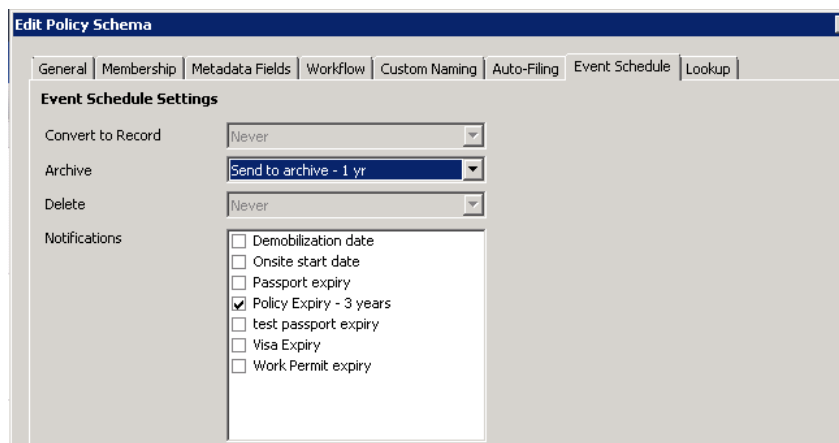 Edit Policy Schema
General Membership Metadata Fields Workflow Custom Naming Auto-Filing Event Schedule Lookup
Event Schedule Settings
Convert to Record Never
Archive Send to archive - 1 yr
Delete Never
Notifications Demobilization date
Onsite start date
Passport expiry
Policy Expiry - 3 years
test passport expiry
Visa Expiry
Work Permit expiry